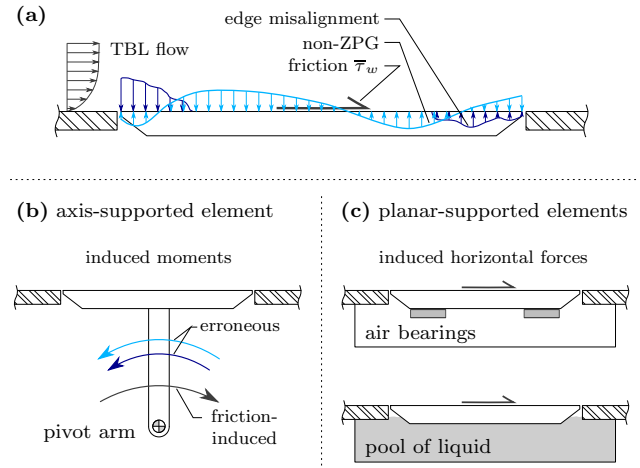 (a)
TBL flow
edge misalignment
non-ZPG
friction τ̅_w
(b) axis-supported element
induced moments
erroneous
friction-
induced
pivot arm
(c) planar-supported elements
induced horizontal forces
air bearings
pool of liquid